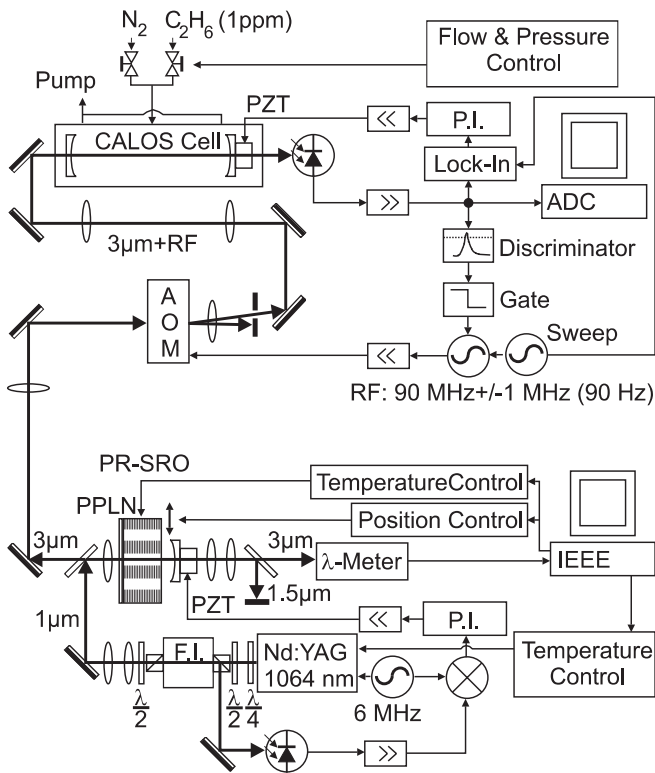 N₂ C₂H₆ (1ppm)
Flow & Pressure
Control
Pump
PZT
<<
P.I.
CALOS Cell
Lock-In
>>
ADC
3µm+RF
Discriminator
A
O
M
Gate
Sweep
<<
RF: 90 MHz+/-1 MHz (90 Hz)
PR-SRO
PPLN
TemperatureControl
Position Control
3µm
3µm
λ-Meter
IEEE
1.5µm
1µm
PZT
<<
P.I.
F.I.
Nd:YAG
1064 nm
Temperature
Control
λ/2
λ/2 λ/4
6 MHz
>>